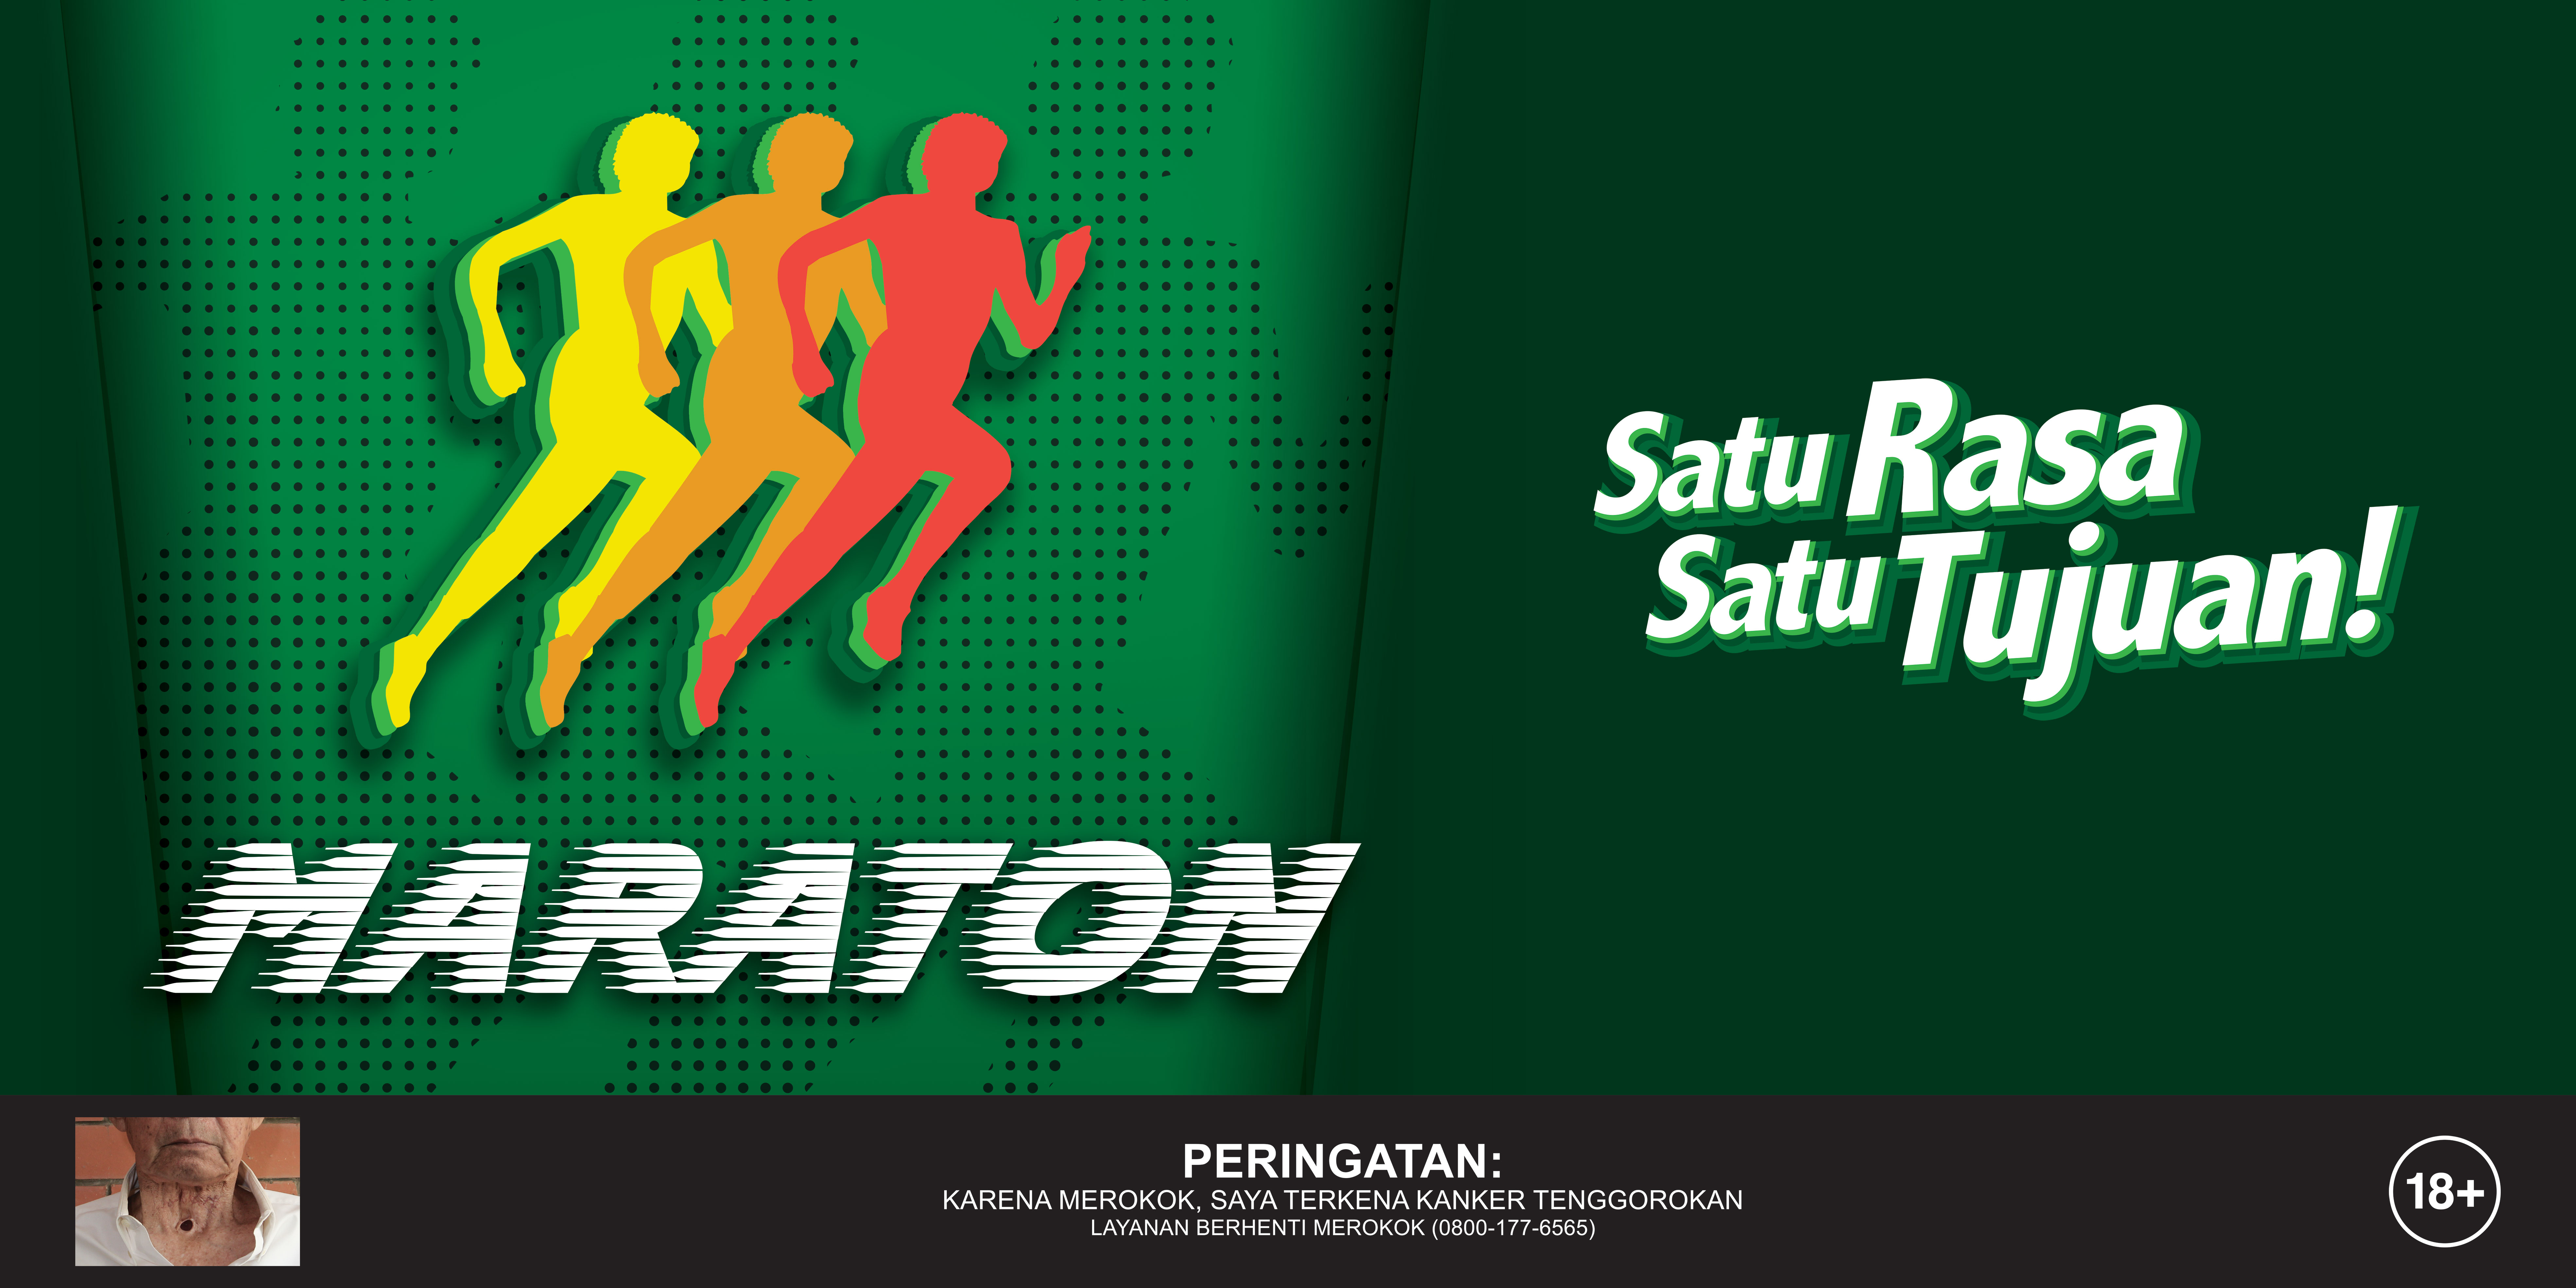 MARATON
Satu Rasa
Satu Tujuan!
PERINGATAN:
KARENA MEROKOK, SAYA TERKENA KANKER TENGGOROKAN
LAYANAN BERHENTI MEROKOK (0800-177-6565)
18+